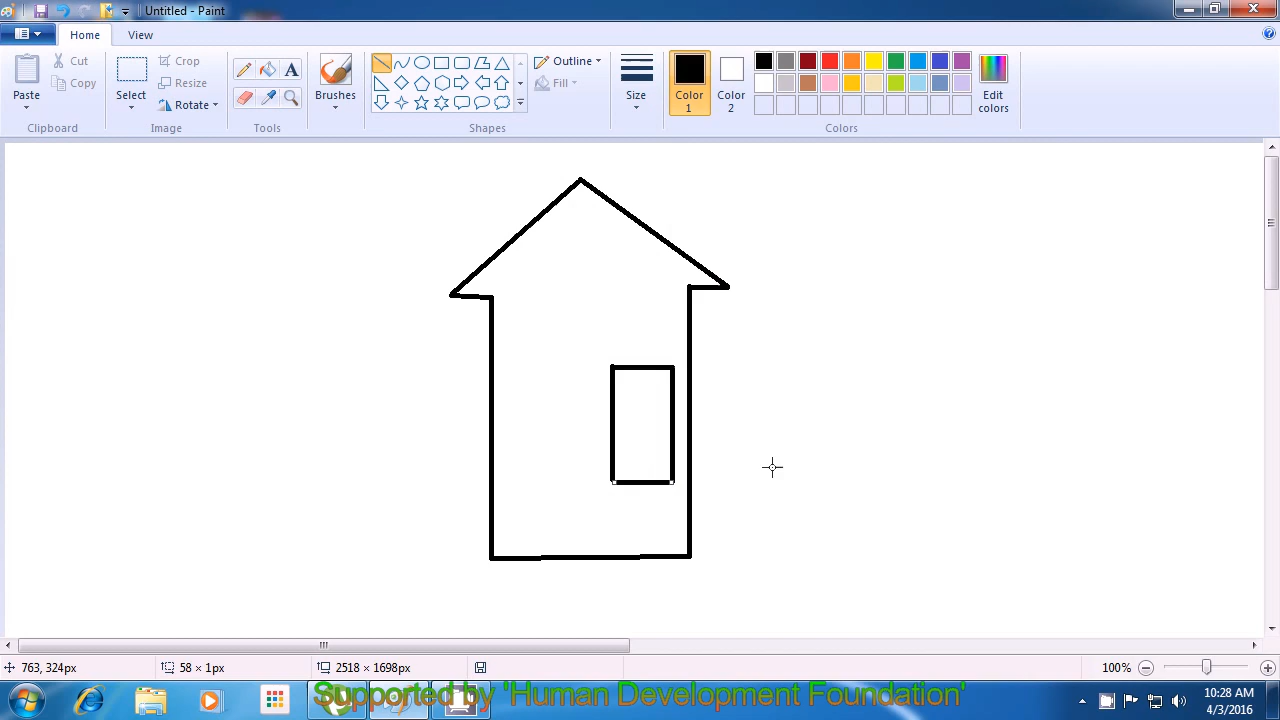 Untitled - Paint
Home View
Paste
Cut
Copy
Clipboard
Select
Crop
Resize
Rotate
Image
Tools
Brushes
Outline
Fill
Shapes
Size
Color 1
Color 2
Edit colors
Colors
763, 324px
58 × 1px
2518 × 1698px
100%
Supported by 'Human Development Foundation'
10:28 AM
4/3/2016